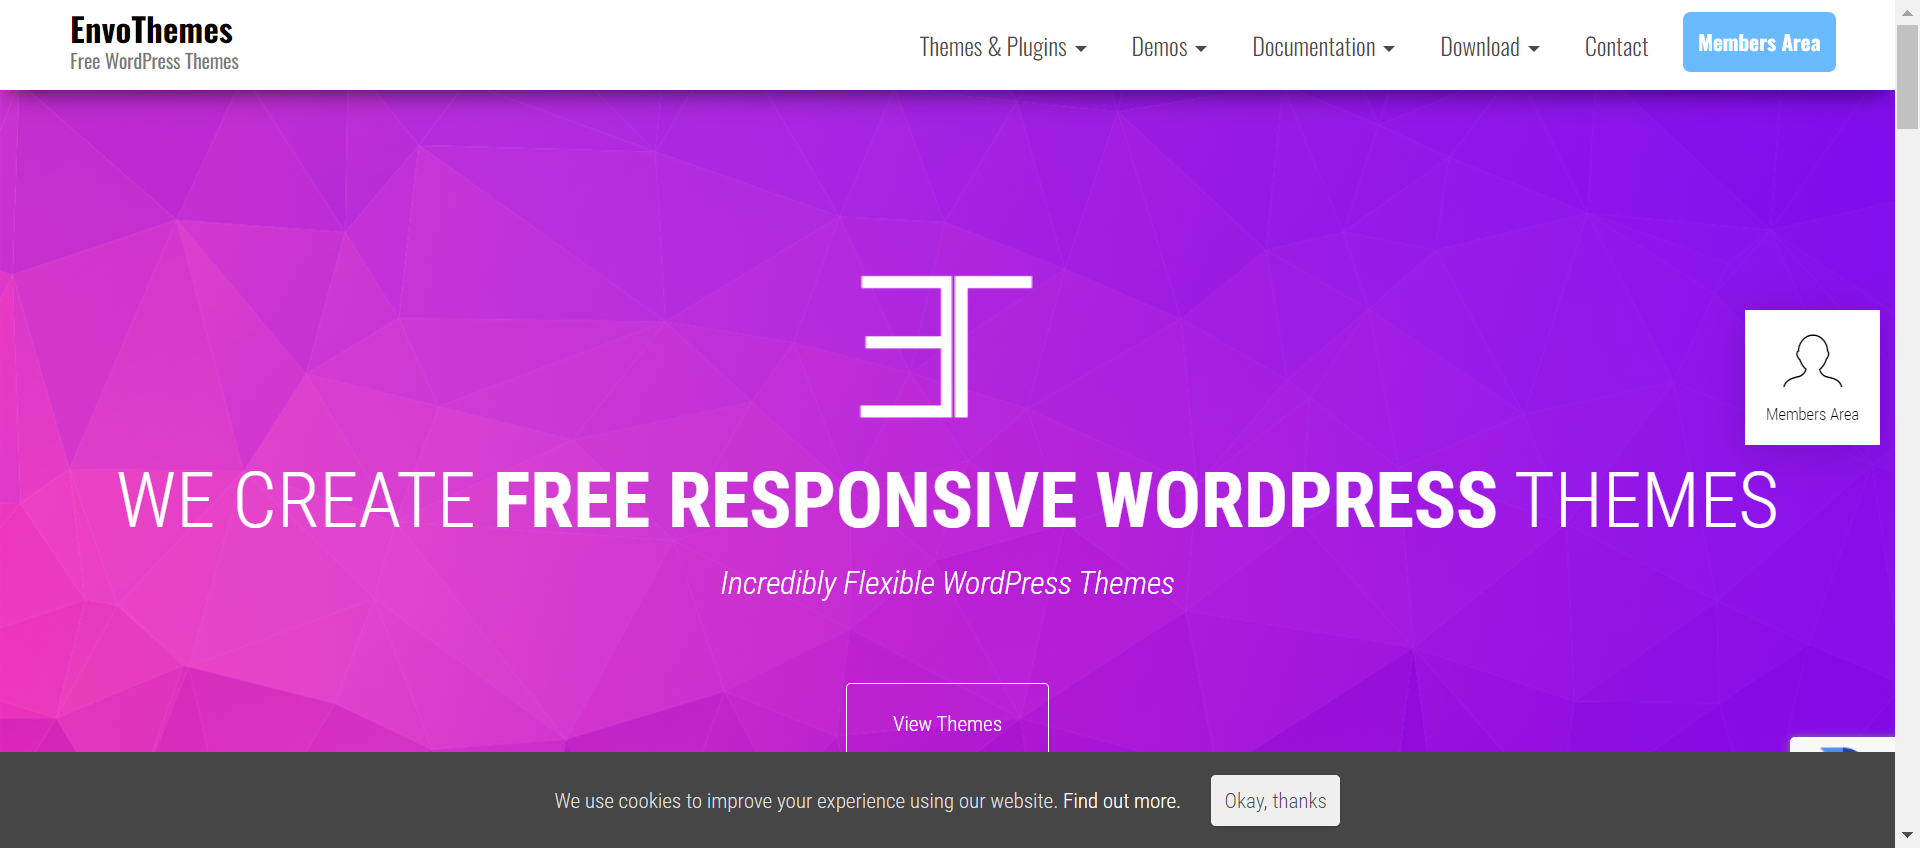 EnvoThemes
Free WordPress Themes
Themes & Plugins
Demos
Documentation
Download
Contact
Members Area
ET
Members Area
WE CREATE FREE RESPONSIVE WORDPRESS THEMES
Incredibly Flexible WordPress Themes
View Themes
We use cookies to improve your experience using our website. Find out more.
Okay, thanks